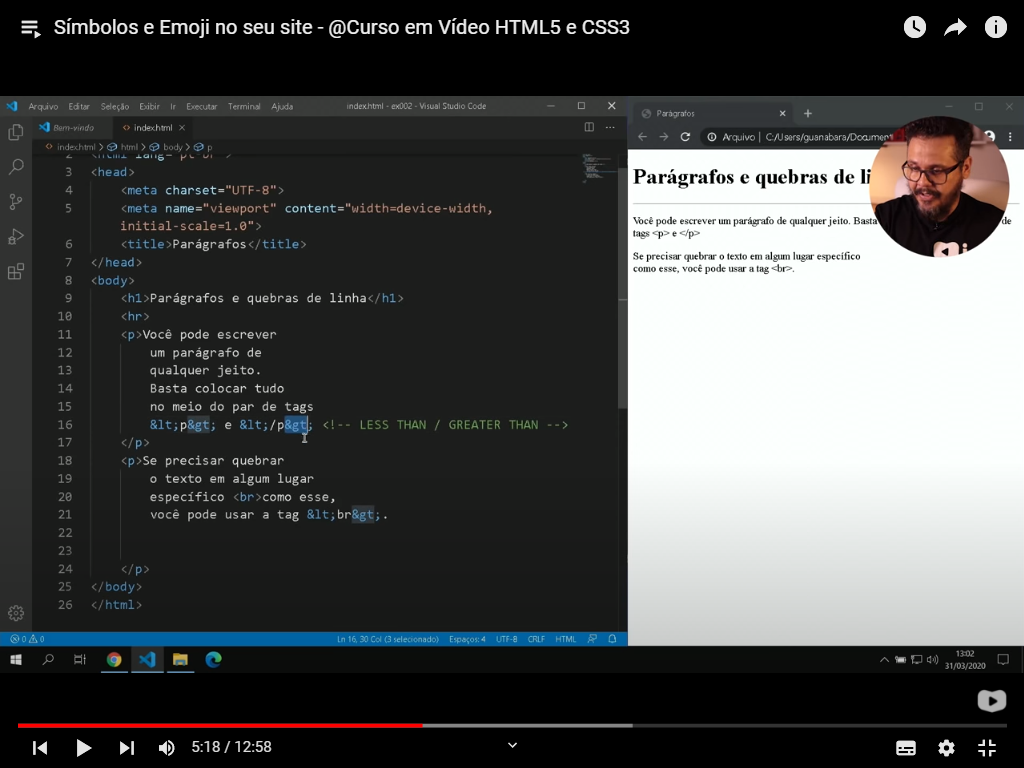 Símbolos e Emoji no seu site - @Curso em Vídeo HTML5 e CSS3
Arquivo Editar Seleção Exibir Ir Executar Terminal Ajuda index.html - ex002 - Visual Studio Code
Bem-vindo index.html
index.html > html > body > p
2 <html lang="pt-br">
3 <head>
4 <meta charset="UTF-8">
5 <meta name="viewport" content="width=device-width,
initial-scale=1.0">
6 <title>Parágrafos</title>
7 </head>
8 <body>
9 <h1>Parágrafos e quebras de linha</h1>
10 <hr>
11 <p>Você pode escrever
12 um parágrafo de
13 qualquer jeito.
14 Basta colocar tudo
15 no meio do par de tags
16 &lt;p&gt; e &lt;/p&gt; <!-- LESS THAN / GREATER THAN -->
17 </p>
18 <p>Se precisar quebrar
19 o texto em algum lugar
20 específico <br>como esse,
21 você pode usar a tag &lt;br&gt;.
22
23
24 </p>
25 </body>
26 </html>
0 0 Ln 16, 30 Col (3 selecionado) Espaços: 4 UTF-8 CRLF HTML
Parágrafos
Arquivo | C:/Users/guanabara/Document
Parágrafos e quebras de li
Você pode escrever um parágrafo de qualquer jeito. Basta de
tags <p> e </p>
Se precisar quebrar o texto em algum lugar específico
como esse, você pode usar a tag <br>.
13:02
31/03/2020
5:18 / 12:58